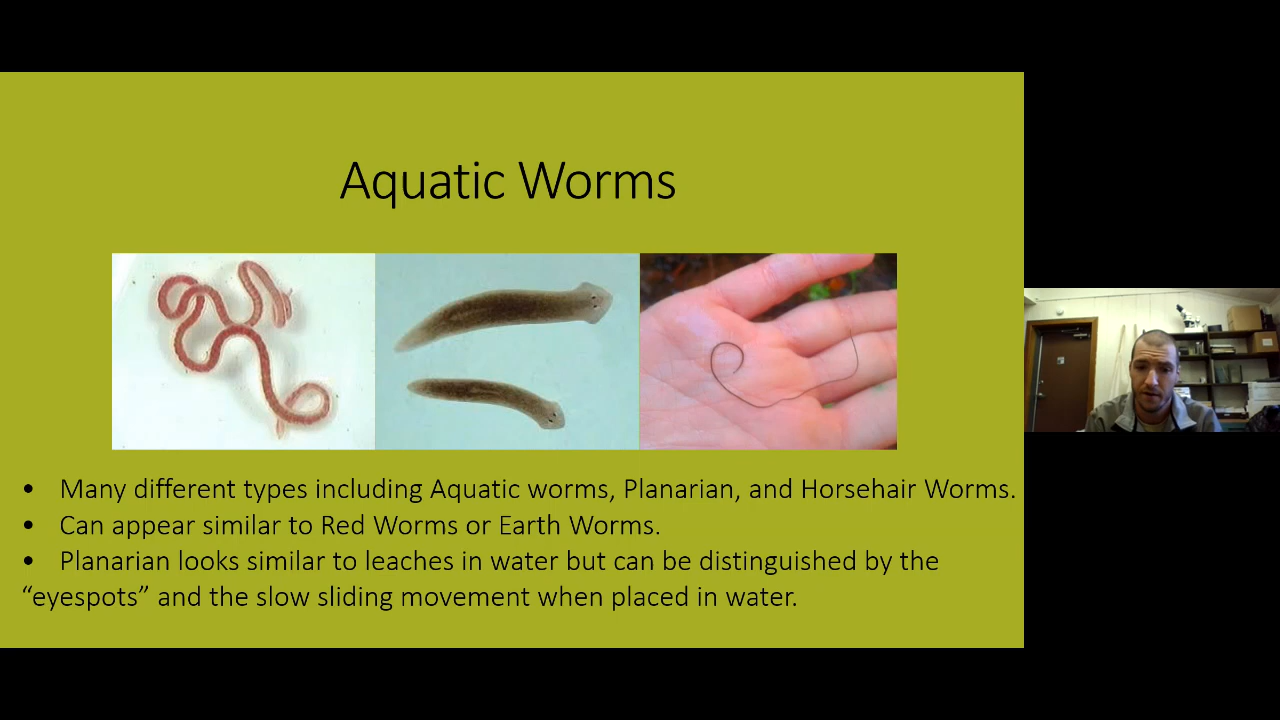 Aquatic Worms
• Many different types including Aquatic worms, Planarian, and Horsehair Worms.
• Can appear similar to Red Worms or Earth Worms.
• Planarian looks similar to leaches in water but can be distinguished by the
“eyespots” and the slow sliding movement when placed in water.